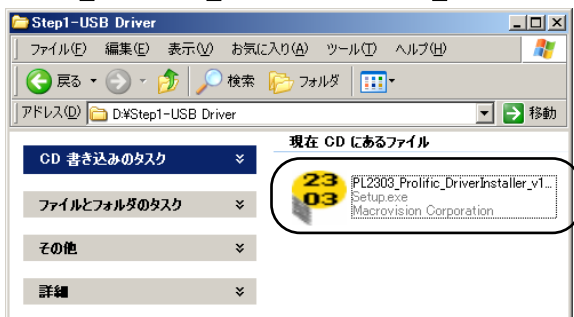 Step1-USB Driver
ファイル(F) 編集(E) 表示(V) お気に入り(A) ツール(T) ヘルプ(H)
戻る 検索 フォルダ
アドレス(D) D:¥Step1-USB Driver 移動
現在 CD にあるファイル
CD 書き込みのタスク
ファイルとフォルダのタスク
その他
詳細
23
03
PL2303_Prolific_DriverInstaller_v1...
Setup.exe
Macrovision Corporation